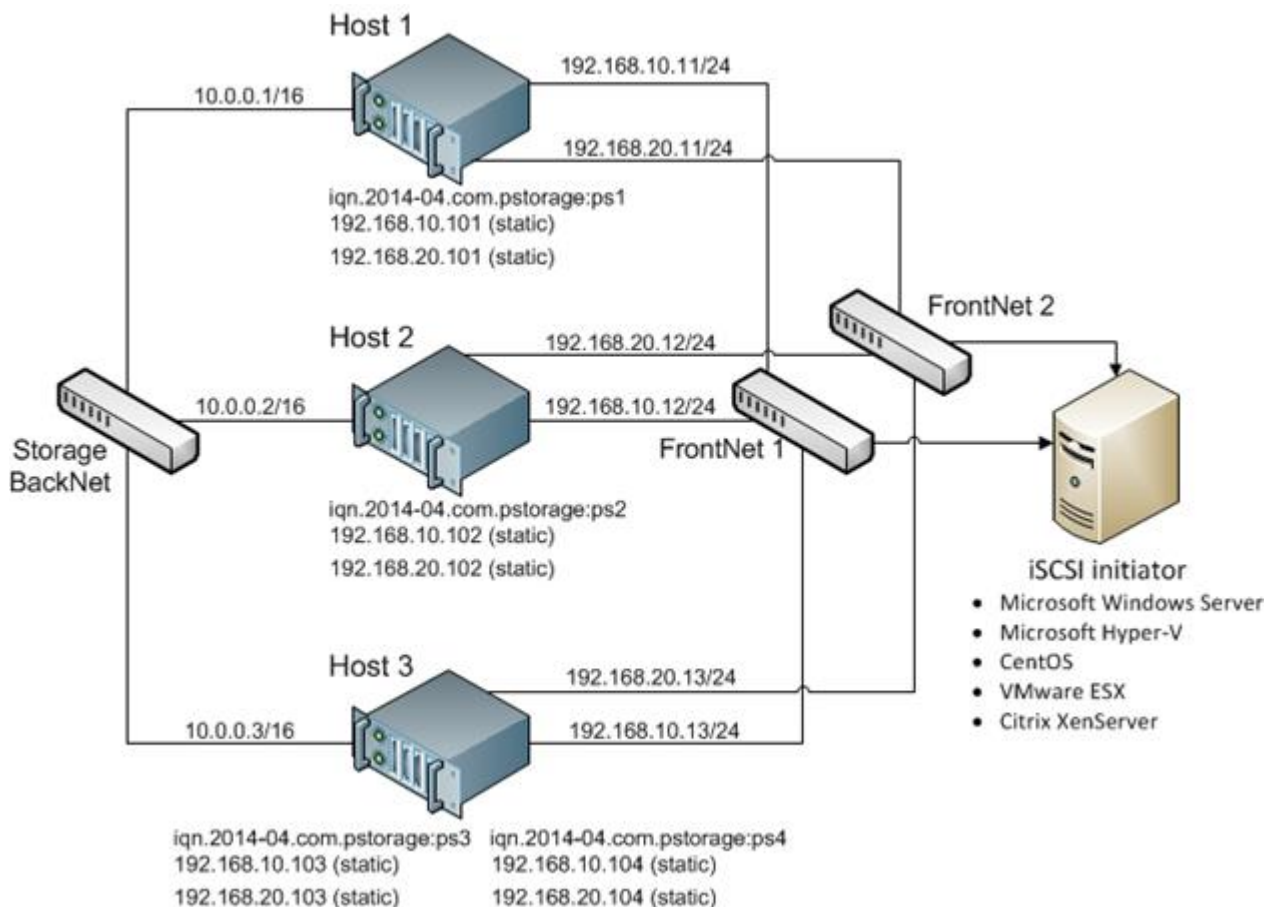 Host 1
192.168.10.11/24
10.0.0.1/16
192.168.20.11/24
iqn.2014-04.com.pstorage:ps1
192.168.10.101 (static)
192.168.20.101 (static)
FrontNet 2
Host 2
192.168.20.12/24
10.0.0.2/16
192.168.10.12/24
Storage
BackNet
FrontNet 1
iqn.2014-04.com.pstorage:ps2
192.168.10.102 (static)
192.168.20.102 (static)
iSCSI initiator
• Microsoft Windows Server
• Microsoft Hyper-V
• CentOS
• VMware ESX
• Citrix XenServer
Host 3
192.168.20.13/24
10.0.0.3/16
192.168.10.13/24
iqn.2014-04.com.pstorage:ps3
192.168.10.103 (static)
192.168.20.103 (static)
iqn.2014-04.com.pstorage:ps4
192.168.10.104 (static)
192.168.20.104 (static)